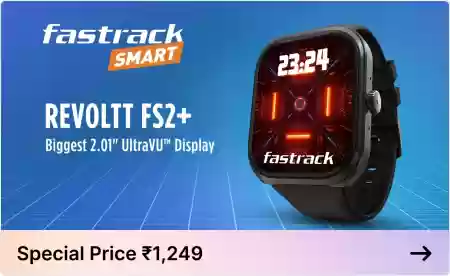 fastrack
SMART
REVOLTT FS2+
Biggest 2.01" UltraVU™ Display
23:24
fastrack
Special Price ₹1,249